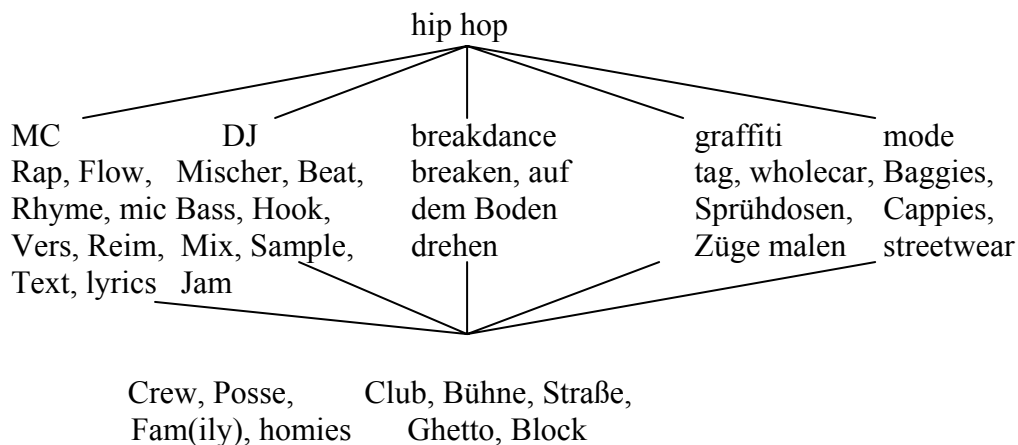 hip hop
MC DJ breakdance graffiti mode
Rap, Flow, Mischer, Beat, breaken, auf tag, wholecar, Baggies,
Rhyme, mic Bass, Hook, dem Boden Sprühdosen, Cappies,
Vers, Reim, Mix, Sample, drehen Züge malen streetwear
Text, lyrics Jam
Crew, Posse, Club, Bühne, Straße,
Fam(ily), homies Ghetto, Block